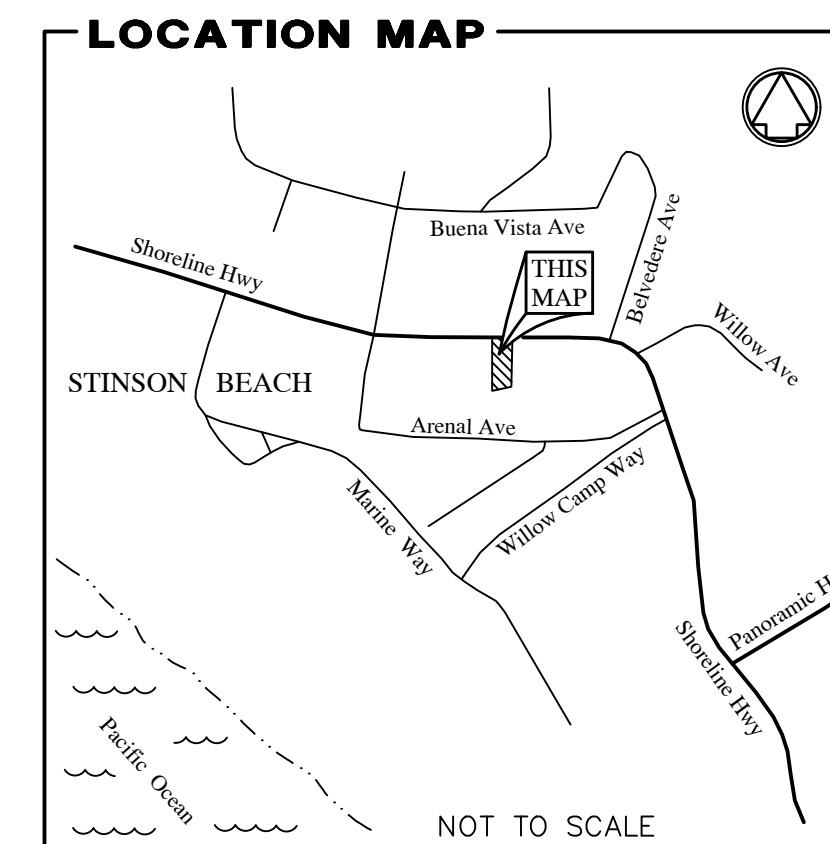 LOCATION MAP
Buena Vista Ave
Belvedere Ave
Shoreline Hwy
THIS
MAP
Willow Ave
STINSON BEACH
Arenal Ave
Willow Camp Way
Marine Way
Panoramic H
Shoreline Hwy
Pacific Ocean
NOT TO SCALE